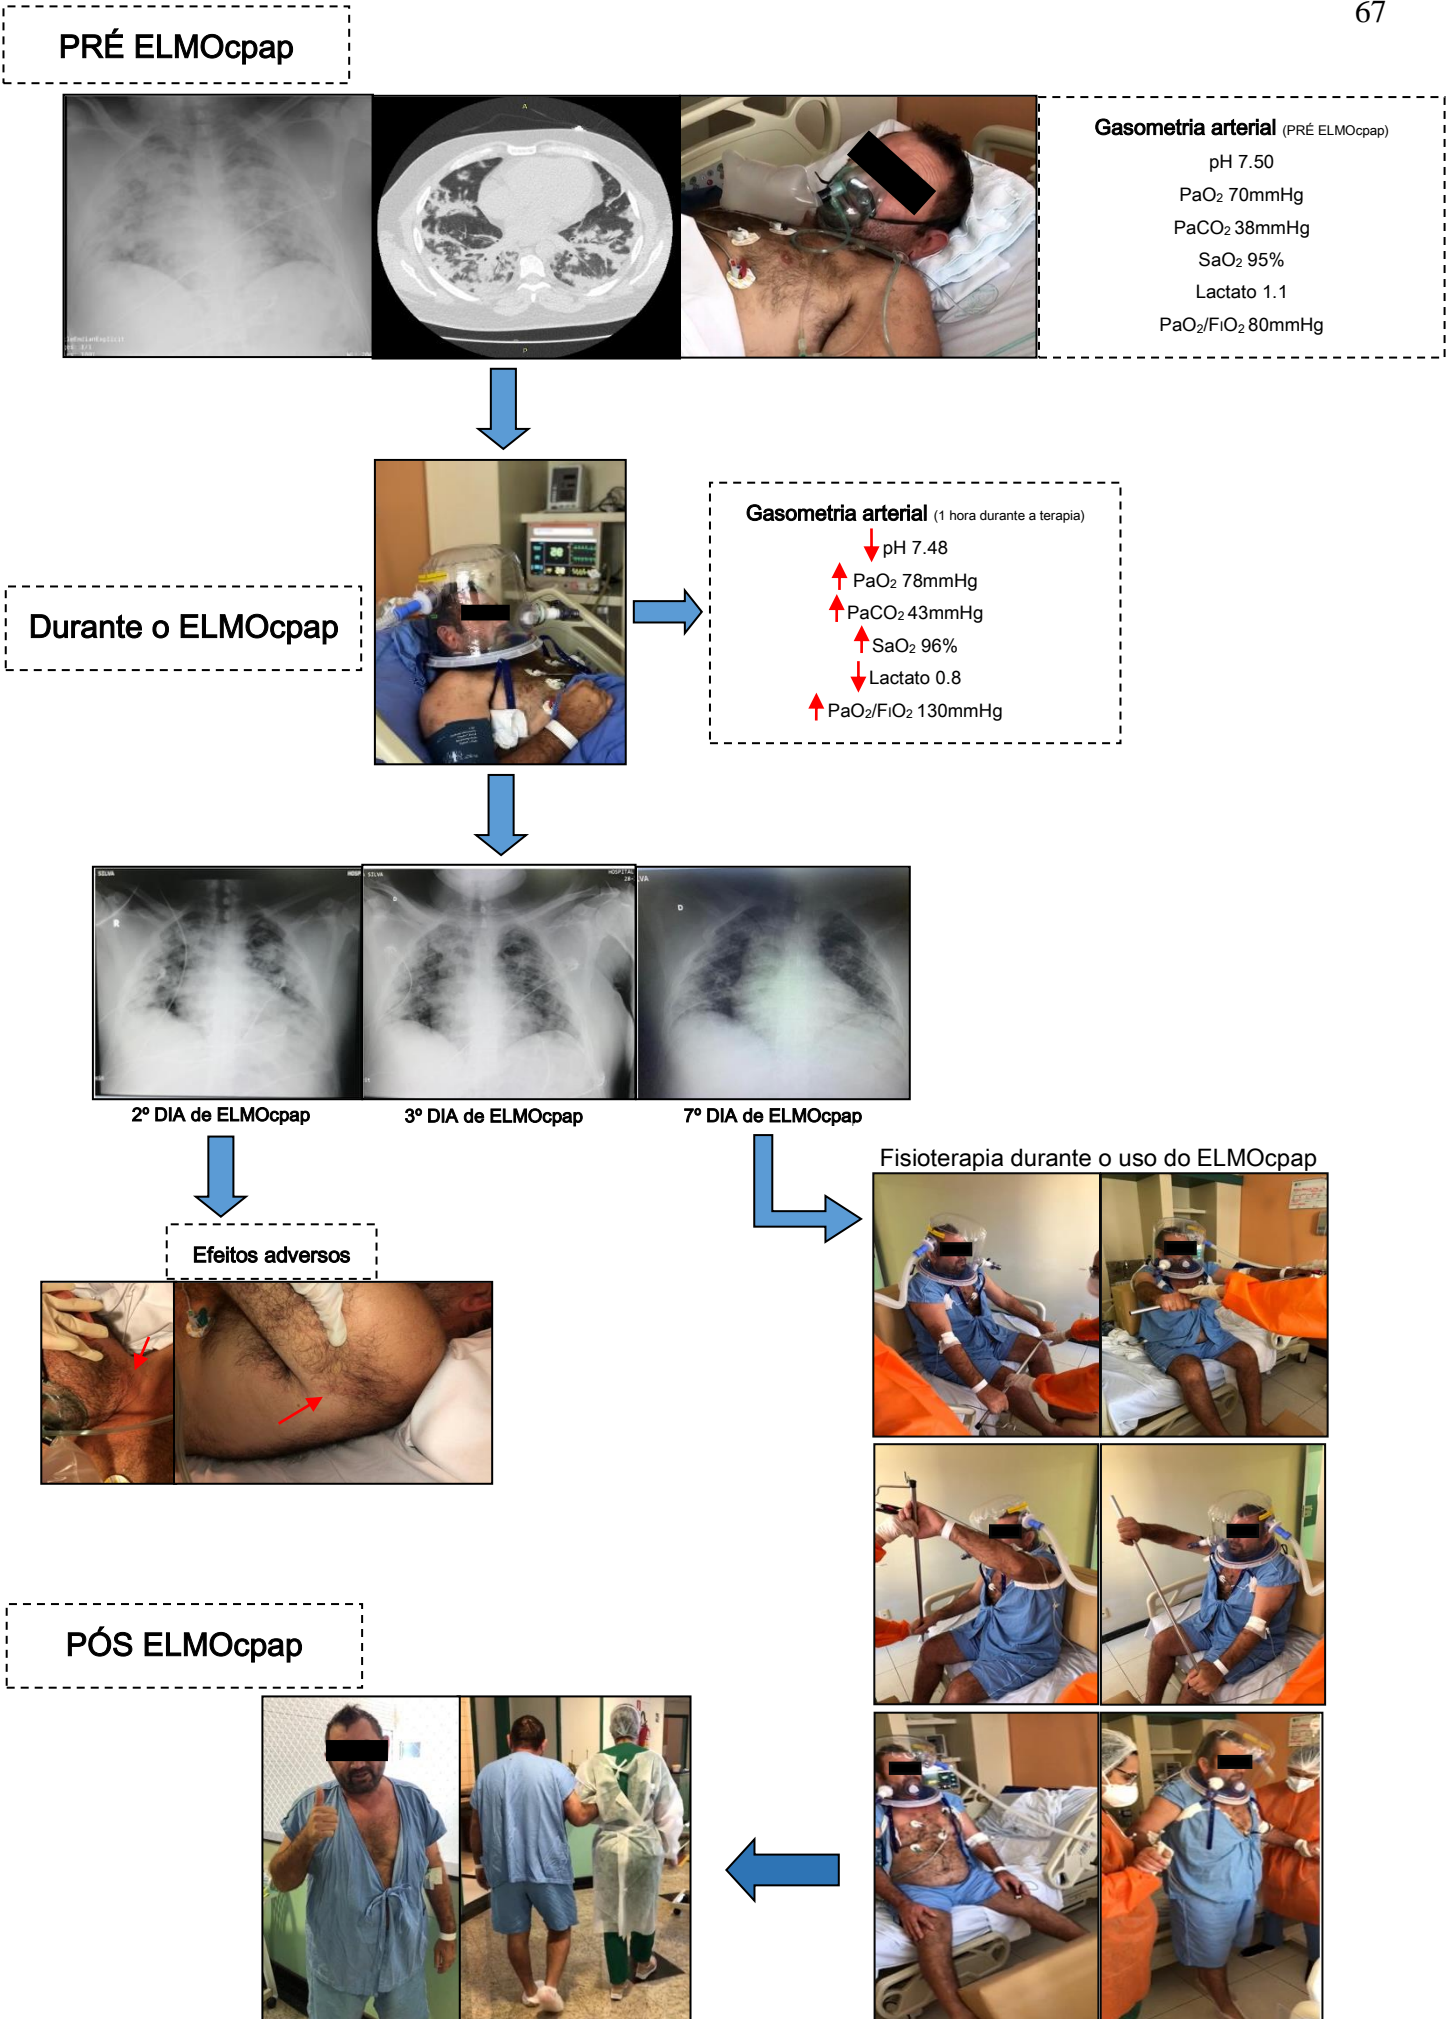 67
PRÉ ELMOcpap
A
P
Gasometria arterial (PRÉ ELMOcpap)
pH 7.50
PaO₂ 70mmHg
PaCO₂ 38mmHg
SaO₂ 95%
Lactato 1.1
PaO₂/FiO₂ 80mmHg
Durante o ELMOcpap
Gasometria arterial (1 hora durante a terapia)
pH 7.48
PaO₂ 78mmHg
PaCO₂ 43mmHg
SaO₂ 96%
Lactato 0.8
PaO₂/FiO₂ 130mmHg
SILVA
R
SILVA
HOSPITAL
D
D
2º DIA de ELMOcpap
3º DIA de ELMOcpap
7º DIA de ELMOcpap
Fisioterapia durante o uso do ELMOcpap
Efeitos adversos
PÓS ELMOcpap